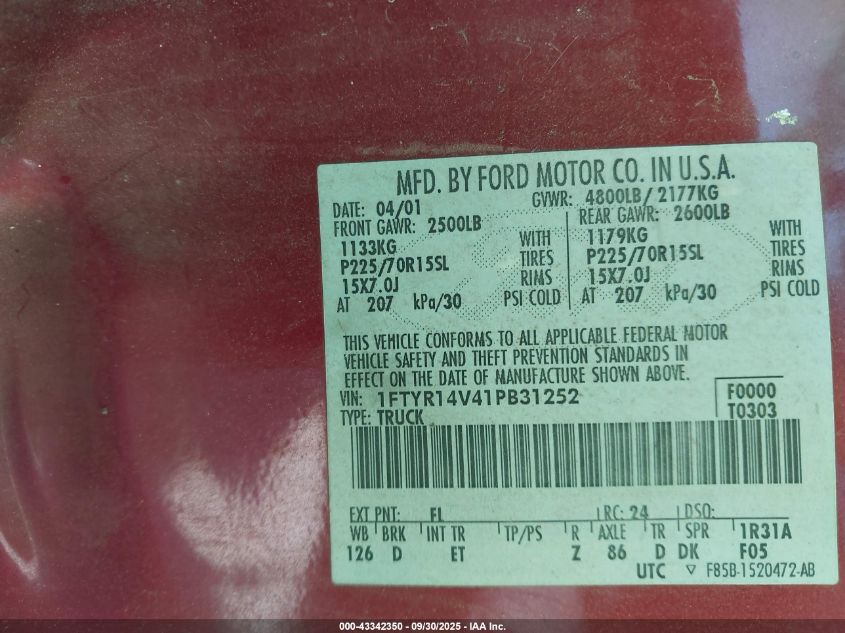 MFD. BY FORD MOTOR CO. IN U.S.A.
DATE: 04/01 GVWR: 4800LB/ 2177KG
FRONT GAWR: 2500LB REAR GAWR: 2600LB
1133KG WITH 1179KG WITH
P225/70R15SL TIRES P225/70R15SL TIRES
15X7.0J RIMS 15X7.0J RIMS
AT 207 kPa/30 PSI COLD AT 207 kPa/30 PSI COLD
THIS VEHICLE CONFORMS TO ALL APPLICABLE FEDERAL MOTOR
VEHICLE SAFETY AND THEFT PREVENTION STANDARDS IN
EFFECT ON THE DATE OF MANUFACTURE SHOWN ABOVE.
VIN: 1FTYR14V41PB31252 F0000
TYPE: TRUCK T0303
EXT PNT: FL RC: 24 DSO:
WB BRK INT TR TP/PS R AXLE TR SPR 1R31A
126 D ET Z 86 D DK F05
UTC ▽ F85B-1520472-AB
000-43342350 - 09/30/2025 - IAA Inc.